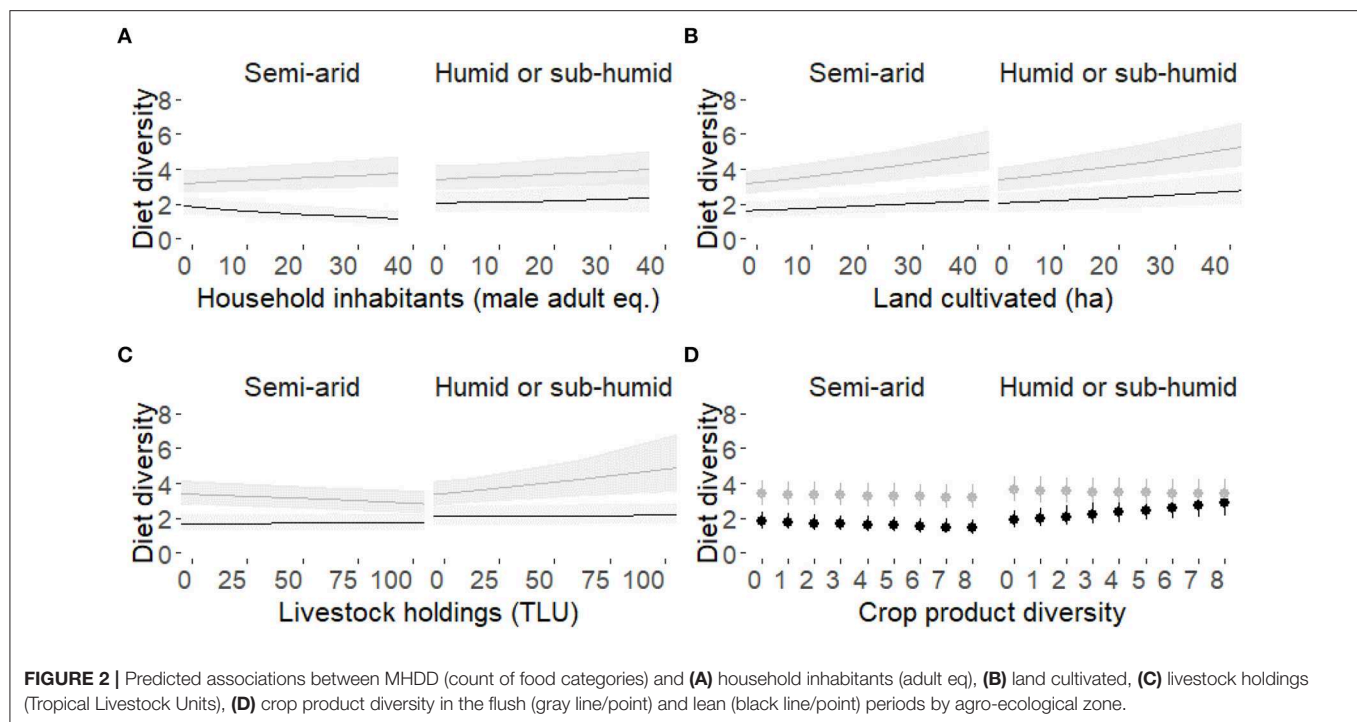 A
Semi-arid
Humid or sub-humid
Diet diversity
8
6
4
2
0
0 10 20 30 40 0 10 20 30 40
Household inhabitants (male adult eq.)
B
Semi-arid
Humid or sub-humid
Diet diversity
8
6
4
2
0
0 10 20 30 40 0 10 20 30 40
Land cultivated (ha)
C
Semi-arid
Humid or sub-humid
Diet diversity
8
6
4
2
0
0 25 50 75 100 0 25 50 75 100
Livestock holdings (TLU)
D
Semi-arid
Humid or sub-humid
Diet diversity
8
6
4
2
0
0 1 2 3 4 5 6 7 8 0 1 2 3 4 5 6 7 8
Crop product diversity
FIGURE 2 | Predicted associations between MHDD (count of food categories) and (A) household inhabitants (adult eq), (B) land cultivated, (C) livestock holdings
(Tropical Livestock Units), (D) crop product diversity in the flush (gray line/point) and lean (black line/point) periods by agro-ecological zone.